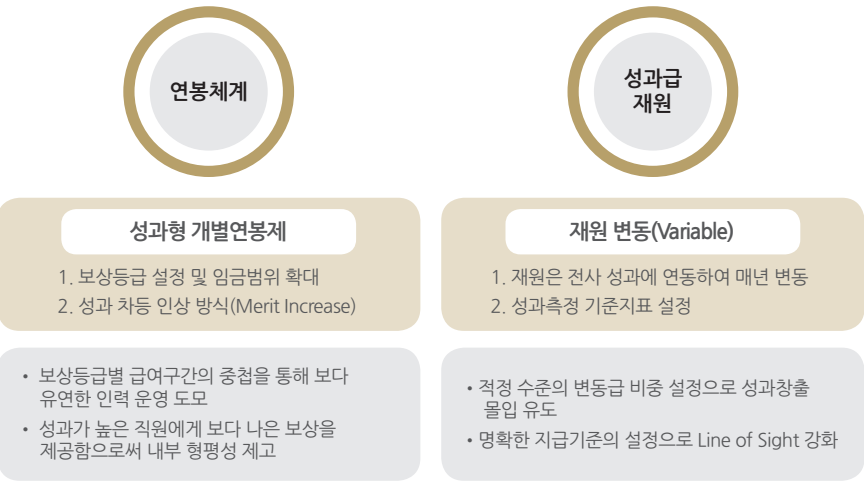 연봉체계
성과형 개별연봉제
1. 보상등급 설정 및 임금범위 확대
2. 성과 차등 인상 방식(Merit Increase)
• 보상등급별 급여구간의 중첩을 통해 보다
유연한 인력 운영 도모
• 성과가 높은 직원에게 보다 나은 보상을
제공함으로써 내부 형평성 제고
성과급
재원
재원 변동(Variable)
1. 재원은 전사 성과에 연동하여 매년 변동
2. 성과측정 기준지표 설정
• 적정 수준의 변동급 비중 설정으로 성과창출
몰입 유도
• 명확한 지급기준의 설정으로 Line of Sight 강화